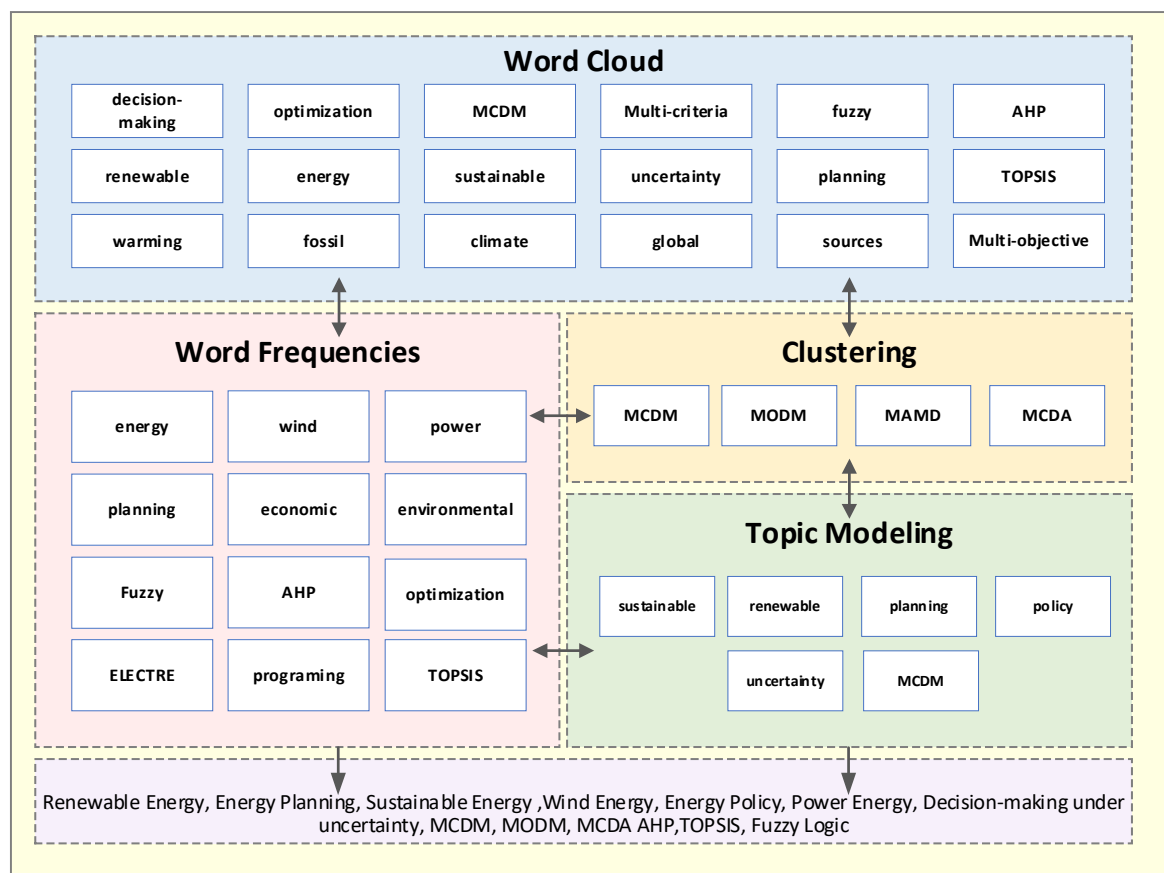 Word Cloud
decision-
making
optimization
MCDM
Multi-criteria
fuzzy
AHP
renewable
energy
sustainable
uncertainty
planning
TOPSIS
warming
fossil
climate
global
sources
Multi-objective
Word Frequencies
energy
wind
power
planning
economic
environmental
Fuzzy
AHP
optimization
ELECTRE
programing
TOPSIS
Clustering
MCDM
MODM
MAMD
MCDA
Topic Modeling
sustainable
renewable
planning
policy
uncertainty
MCDM
Renewable Energy, Energy Planning, Sustainable Energy ,Wind Energy, Energy Policy, Power Energy, Decision-making under
uncertainty, MCDM, MODM, MCDA AHP,TOPSIS, Fuzzy Logic